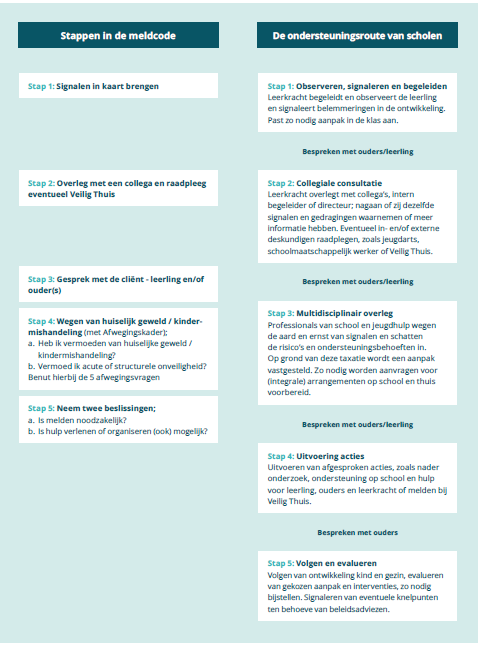 Stappen in de meldcode
Stap 1: Signalen in kaart brengen
Stap 2: Overleg met een collega en raadpleeg
eventueel Veilig Thuis
Stap 3: Gesprek met de cliënt - leerling en/of
ouder(s)
Stap 4: Wegen van huiselijk geweld / kinder-
mishandeling (met Afwegingskader);
a. Heb ik vermoeden van huiselijke geweld /
kindermishandeling?
b. Vermoed ik acute of structurele onveiligheid?
Benut hierbij de 5 afwegingsvragen
Stap 5: Neem twee beslissingen;
a. Is melden noodzakelijk?
b. Is hulp verlenen of organiseren (ook) mogelijk?
De ondersteuningsroute van scholen
Stap 1: Observeren, signaleren en begeleiden
Leerkracht begeleidt en observeert de leerling
en signaleert belemmeringen in de ontwikkeling.
Past zo nodig aanpak in de klas aan.
Bespreken met ouders/leerling
Stap 2: Collegiale consultatie
Leerkracht overlegt met collega's, intern
begeleider of directeur; nagaan of zij dezelfde
signalen en gedragingen waarnemen of meer
informatie hebben. Eventueel in- en/of externe
deskundigen raadplegen, zoals jeugdarts,
schoolmaatschappelijk werker of Veilig Thuis.
Bespreken met ouders/leerling
Stap 3: Multidisciplinair overleg
Professionals van school en jeugdhulp wegen
de aard en ernst van signalen en schatten
de risico's en ondersteuningsbehoeften in.
Op grond van deze taxatie wordt een aanpak
vastgesteld. Zo nodig worden aanvragen voor
(integrale) arrangementen op school en thuis
voorbereid.
Bespreken met ouders/leerling
Stap 4: Uitvoering acties
Uitvoeren van afgesproken acties, zoals nader
onderzoek, ondersteuning op school en hulp
voor leerling, ouders en leerkracht of melden bij
Veilig Thuis.
Bespreken met ouders
Stap 5: Volgen en evalueren
Volgen van ontwikkeling kind en gezin, evalueren
van gekozen aanpak en interventies, zo nodig
bijstellen. Signaleren van eventuele knelpunten
ten behoeve van beleidsadviezen.